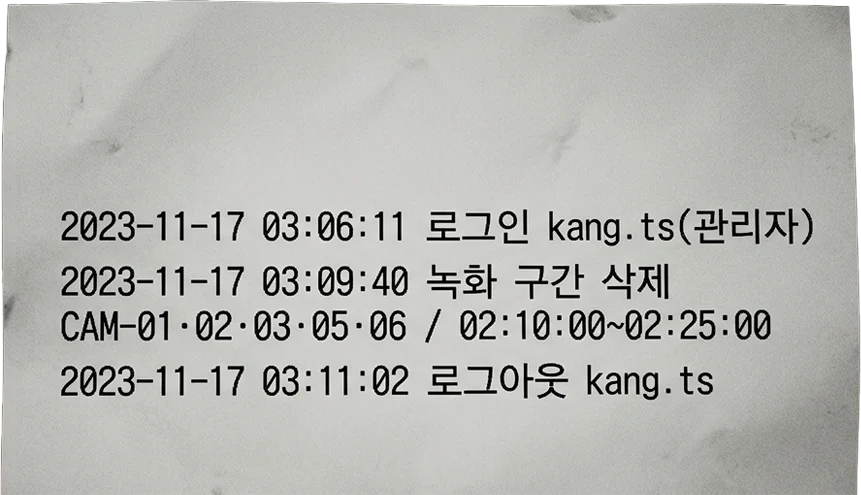 2023-11-17 03:06:11 로그인 kang.ts(관리자)
2023-11-17 03:09:40 녹화 구간 삭제
CAM-01·02·03·05·06 / 02:10:00~02:25:00
2023-11-17 03:11:02 로그아웃 kang.ts